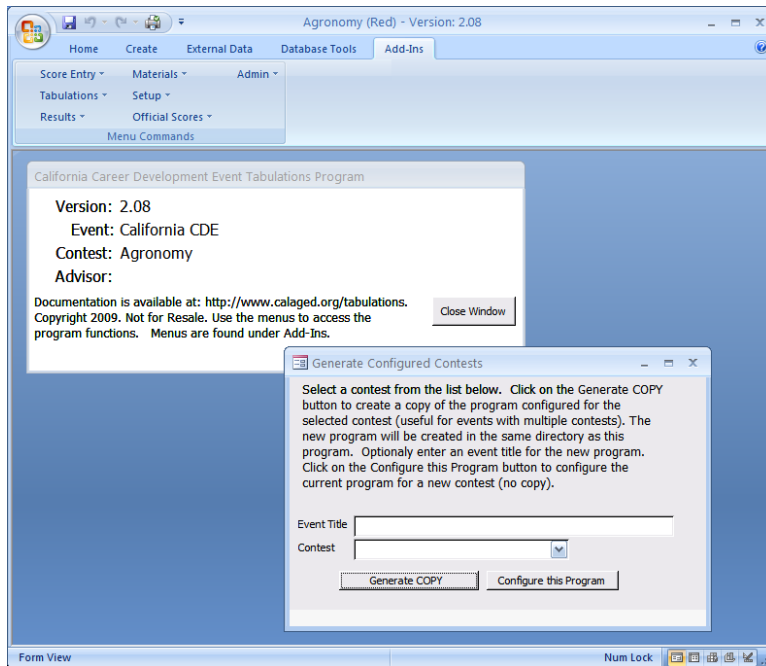 Agronomy (Red) - Version: 2.08
Home Create External Data Database Tools Add-Ins
Score Entry Materials Admin
Tabulations Setup
Results Official Scores
Menu Commands
California Career Development Event Tabulations Program
Version: 2.08
Event: California CDE
Contest: Agronomy
Advisor:
Documentation is available at: http://www.calaged.org/tabulations.
Copyright 2009. Not for Resale. Use the menus to access the
program functions. Menus are found under Add-Ins.
Close Window
Generate Configured Contests
Select a contest from the list below. Click on the Generate COPY
button to create a copy of the program configured for the
selected contest (useful for events with multiple contests). The
new program will be created in the same directory as this
program. Optionaly enter an event title for the new program.
Click on the Configure this Program button to configure the
current program for a new contest (no copy).
Event Title
Contest
Generate COPY Configure this Program
Form View Num Lock